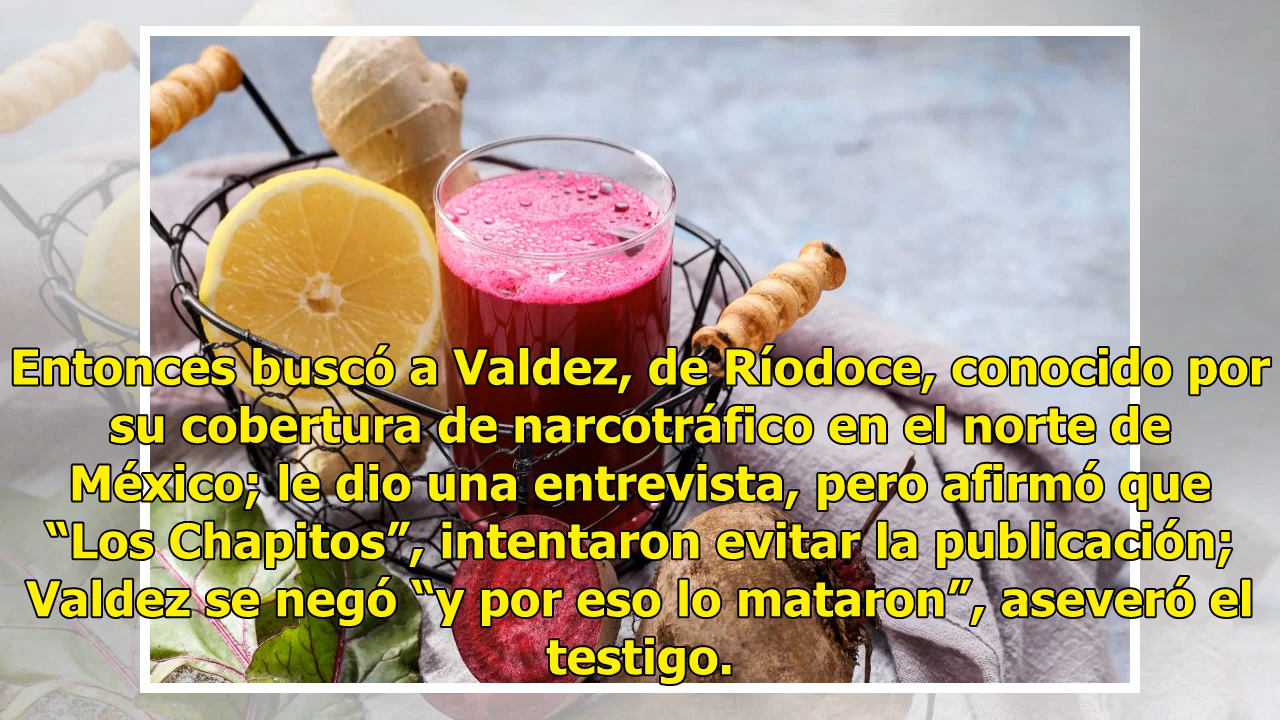 Entonces buscó a Valdez, de Ríodoce, conocido por
su cobertura de narcotráfico en el norte de
México; le dio una entrevista, pero afirmó que
“Los Chapitos”, intentaron evitar la publicación;
Valdez se negó “y por eso lo mataron”, aseveró el
testigo.